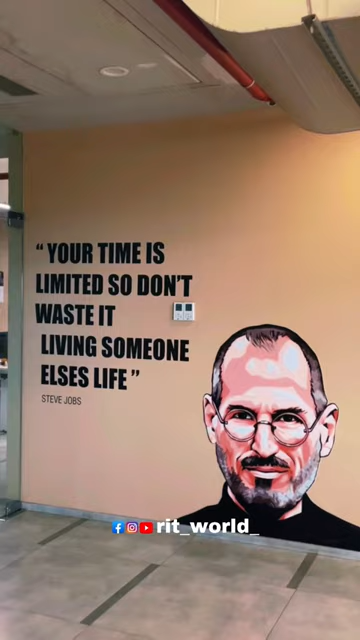 “ YOUR TIME IS
LIMITED SO DON'T
WASTE IT
LIVING SOMEONE
ELSES LIFE ”
STEVE JOBS
rit_world_